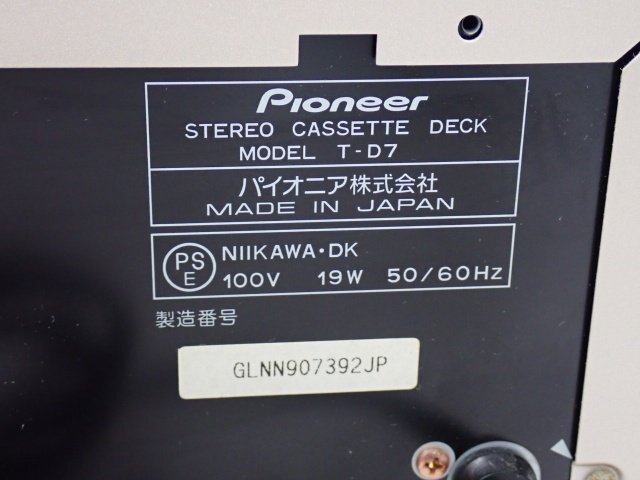 Pioneer
STEREO CASSETTE DECK
MODEL T-D7
パイオニア株式会社
MADE IN JAPAN
PS
E
NIIKAWA・DK
100V 19W 50/60Hz
製造番号
GLNN907392JP